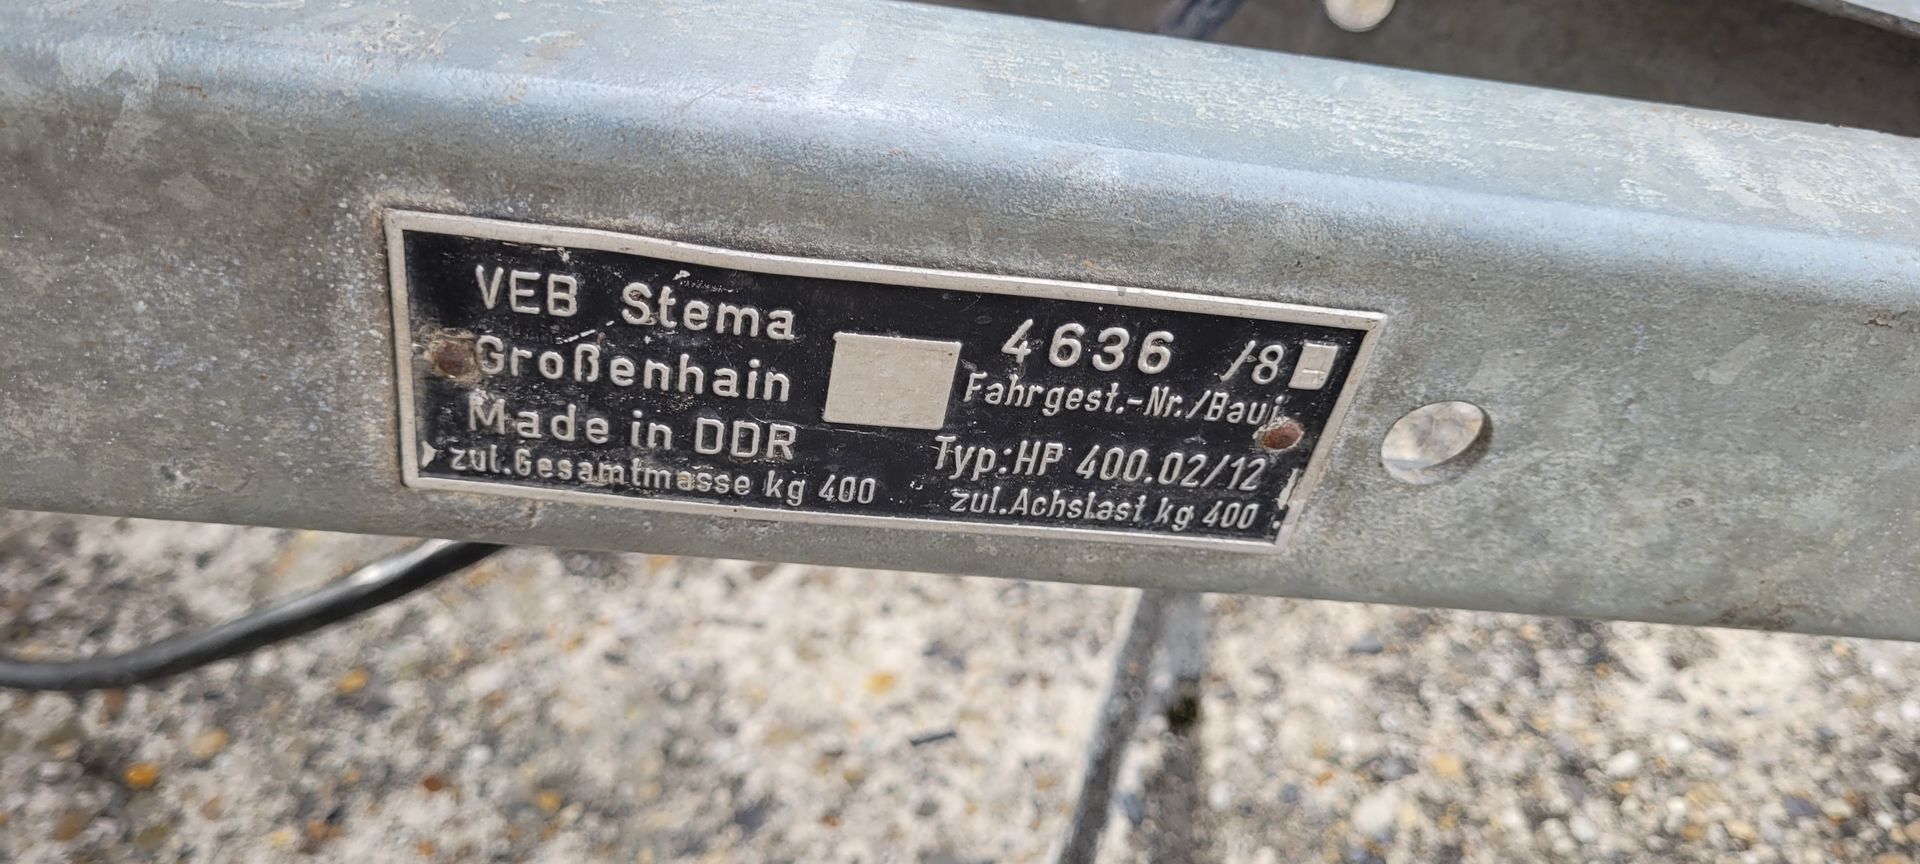 VEB Stema
Großenhain
Made in DDR
zul.Gesamtmasse kg 400
4636 /8
Fahrgest.-Nr./Bauj.
Typ:HP 400.02/12
zul.Achslast kg 400